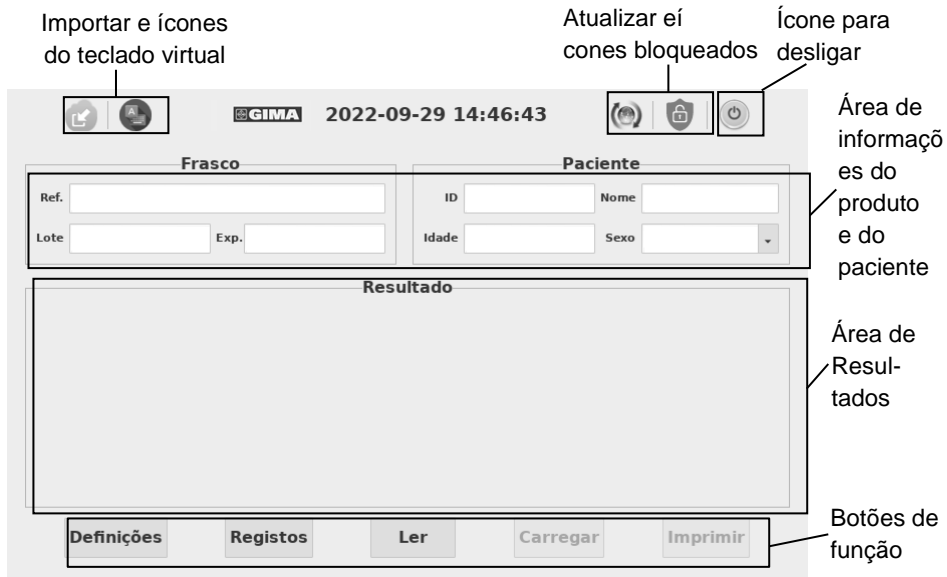 Importar e ícones
do teclado virtual
Atualizar eí
cones bloqueados
Ícone para
desligar
GIMA 2022-09-29 14:46:43
Área de
informaçõ
es do
produto
e do
paciente
Frasco
Paciente
Ref.
ID
Nome
Lote
Exp.
Idade
Sexo
Resultado
Área de
Resul-
tados
Definições
Registos
Ler
Carregar
Imprimir
Botões de
função